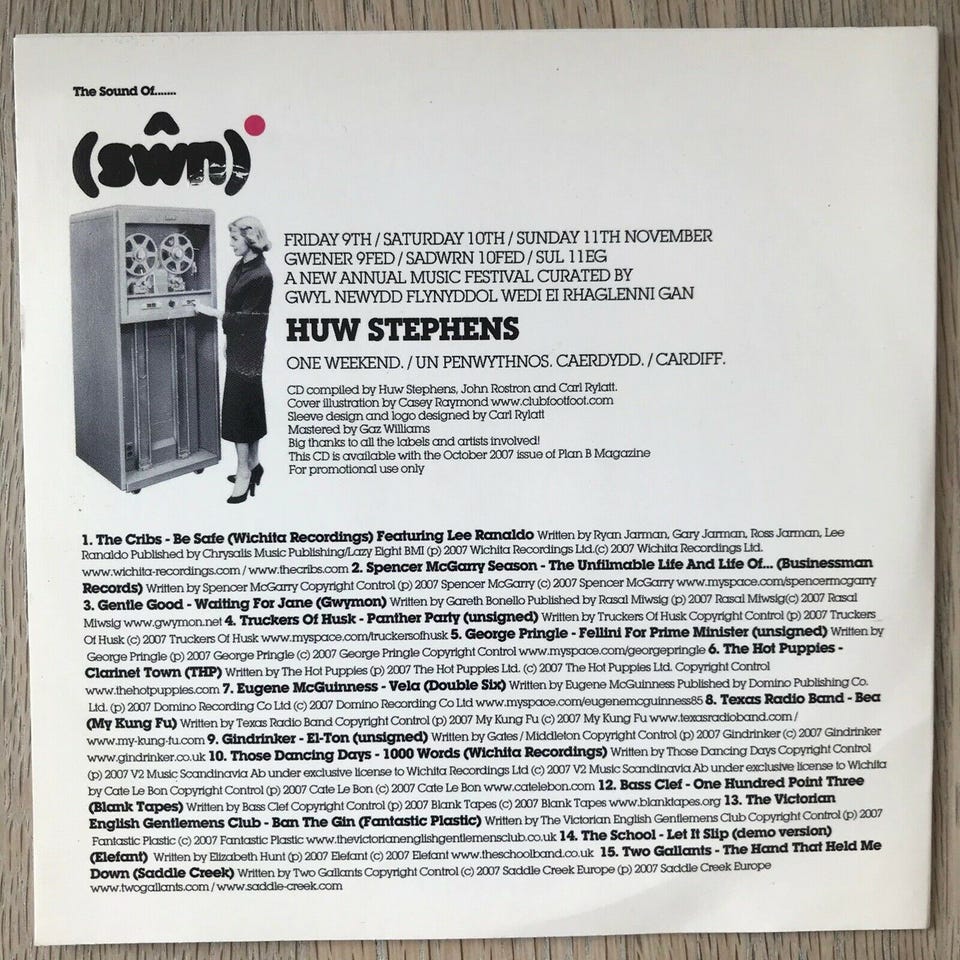 The Sound Of.......
(sŵn)
FRIDAY 9TH / SATURDAY 10TH / SUNDAY 11TH NOVEMBER
GWENER 9FED / SADWRN 10FED / SUL 11EG
A NEW ANNUAL MUSIC FESTIVAL CURATED BY
GWYL NEWYDD FLYNYDDOL WEDI EI RHAGLENNI GAN
HUW STEPHENS
ONE WEEKEND. / UN PENWYTHNOS. CAERDYDD. / CARDIFF.
CD compiled by Huw Stephens, John Rostron and Carl Rylatt.
Cover illustration by Casey Raymond www.clubfootfoot.com
Sleeve design and logo designed by Carl Rylatt
Mastered by Gaz Williams
Big thanks to all the labels and artists involved!
This CD is available with the October 2007 issue of Plan B Magazine
For promotional use only
1. The Cribs - Be Safe (Wichita Recordings) Featuring Lee Ranaldo Written by Ryan Jarman, Gary Jarman, Ross Jarman, Lee
Ranaldo Published by Chrysalis Music Publishing/Lazy Eight BMI (p) 2007 Wichita Recordings Ltd.(c) 2007 Wichita Recordings Ltd.
www.wichita-recordings.com / www.thecribs.com 2. Spencer McGarry Season - The Unfilmable Life And Life Of... (Businessman
Records) Written by Spencer McGarry Copyright Control (p) 2007 Spencer McGarry (c) 2007 Spencer McGarry www.myspace.com/spencermcgarry
3. Gentle Good - Waiting For Jane (Gwymon) Written by Gareth Bonello Published by Rasal Miwsig (p) 2007 Rasal Miwsig(c) 2007 Rasal
Miwsig www.gwymon.net 4. Truckers Of Husk - Panther Party (unsigned) Written by Truckers Of Husk Copyright Control (p) 2007 Truckers
Of Husk (c) 2007 Truckers Of Husk www.myspace.com/truckersofhusk 5. George Pringle - Fellini For Prime Minister (unsigned) Written by
George Pringle (p) 2007 George Pringle (c) 2007 George Pringle Copyright Control www.myspace.com/georgepringle 6. The Hot Puppies -
Clarinet Town (THP) Written by The Hot Puppies (p) 2007 The Hot Puppies Ltd. (c) 2007 The Hot Puppies Ltd. Copyright Control
www.thehotpuppies.com 7. Eugene McGuinness - Vela (Double Six) Written by Eugene McGuinness Published by Domino Publishing Co.
Ltd. (p) 2007 Domino Recording Co Ltd (c) 2007 Domino Recording Co Ltd www.myspace.com/eugenemcguinness85 8. Texas Radio Band - Bea
(My Kung Fu) Written by Texas Radio Band Copyright Control (p) 2007 My Kung Fu (c) 2007 My Kung Fu www.texasradioband.com /
www.my-kung-fu.com 9. Gindrinker - El-Ton (unsigned) Written by Gates / Middleton Copyright Control (p) 2007 Gindrinker (c) 2007 Gindrinker
www.gindrinker.co.uk 10. Those Dancing Days - 1000 Words (Wichita Recordings) Written by Those Dancing Days Copyright Control
(p) 2007 V2 Music Scandinavia Ab under exclusive license to Wichita Recordings Ltd (c) 2007 V2 Music Scandinavia Ab under exclusive license to Wichita
by Cate Le Bon Copyright Control (p) 2007 Cate Le Bon (c) 2007 Cate Le Bon www.catelebon.com 12. Bass Clef - One Hundred Point Three
(Blank Tapes) Written by Bass Clef Copyright Control (p) 2007 Blank Tapes (c) 2007 Blank Tapes www.blanktapes.org 13. The Victorian
English Gentlemens Club - Ban The Gin (Fantastic Plastic) Written by The Victorian English Gentlemens Club Copyright Control (p) 2007
Fantastic Plastic (c) 2007 Fantastic Plastic www.thevictorianenglishgentlemensclub.co.uk 14. The School - Let It Slip (demo version)
(Elefant) Written by Elizabeth Hunt (p) 2007 Elefant (c) 2007 Elefant www.theschoolband.co.uk 15. Two Gallants - The Hand That Held Me
Down (Saddle Creek) Written by Two Gallants Copyright Control (c) 2007 Saddle Creek Europe (p) 2007 Saddle Creek Europe
www.twogallants.com / www.saddle-creek.com